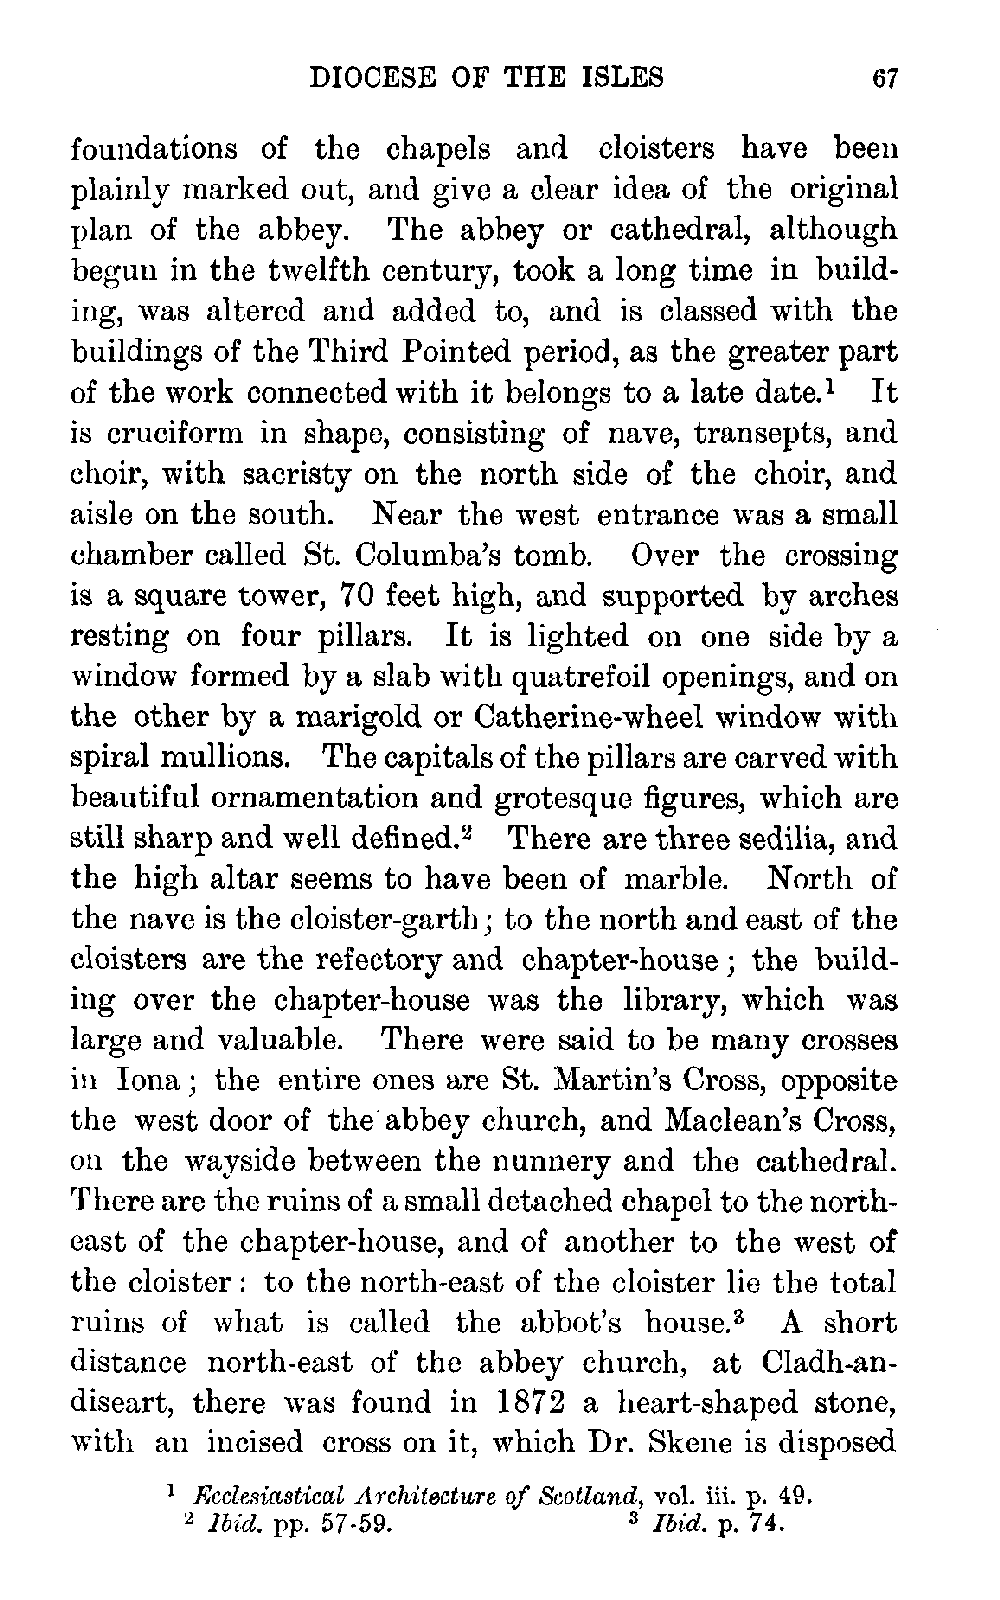 DIOCESE OF THE ISLES 67
foundations of the chapels and cloisters have been
plainly marked out, and give a clear idea of the original
plan of the abbey. The abbey or cathedral, although
begun in the twelfth century, took a long time in build-
ing, was altered and added to, and is classed with the
buildings of the Third Pointed period, as the greater part
of the work connected with it belongs to a late date.¹ It
is cruciform in shape, consisting of nave, transepts, and
choir, with sacristy on the north side of the choir, and
aisle on the south. Near the west entrance was a small
chamber called St. Columba's tomb. Over the crossing
is a square tower, 70 feet high, and supported by arches
resting on four pillars. It is lighted on one side by a
window formed by a slab with quatrefoil openings, and on
the other by a marigold or Catherine-wheel window with
spiral mullions. The capitals of the pillars are carved with
beautiful ornamentation and grotesque figures, which are
still sharp and well defined.² There are three sedilia, and
the high altar seems to have been of marble. North of
the nave is the cloister-garth; to the north and east of the
cloisters are the refectory and chapter-house; the build-
ing over the chapter-house was the library, which was
large and valuable. There were said to be many crosses
in Iona; the entire ones are St. Martin's Cross, opposite
the west door of the abbey church, and Maclean's Cross,
on the wayside between the nunnery and the cathedral.
There are the ruins of a small detached chapel to the north-
east of the chapter-house, and of another to the west of
the cloister: to the north-east of the cloister lie the total
ruins of what is called the abbot's house.³ A short
distance north-east of the abbey church, at Cladh-an-
diseart, there was found in 1872 a heart-shaped stone,
with an incised cross on it, which Dr. Skene is disposed
¹ Ecclesiastical Architecture of Scotland, vol. iii. p. 49.
² Ibid. pp. 57-59. ³ Ibid. p. 74.